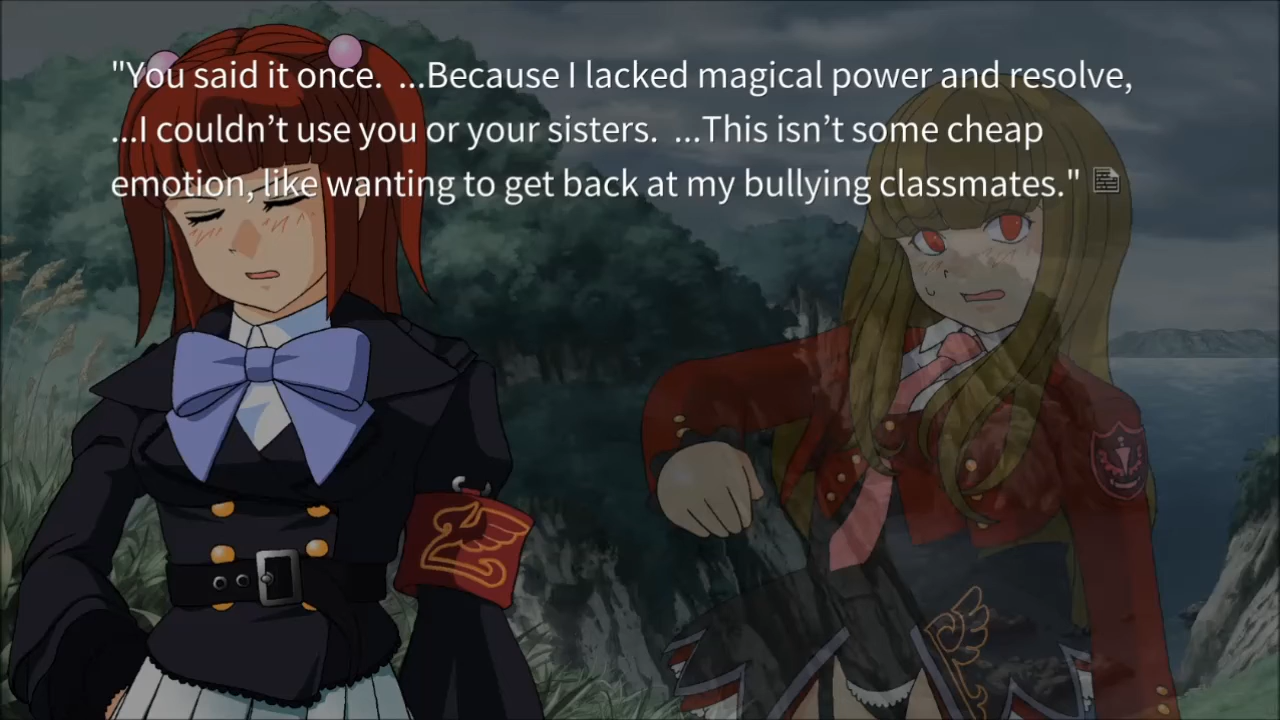 "You said it once.  ...Because I lacked magical power and resolve,
...I couldn't use you or your sisters.  ...This isn't some cheap
emotion, like wanting to get back at my bullying classmates."